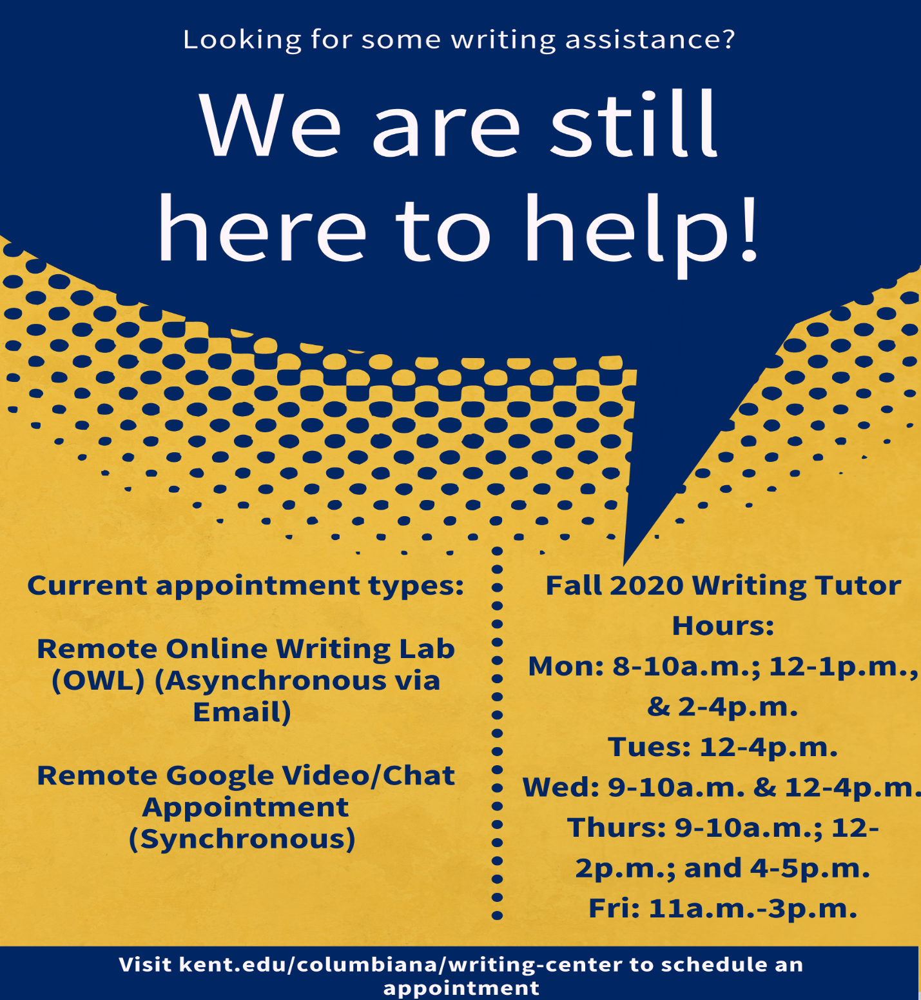 Looking for some writing assistance?
We are still
here to help!
Current appointment types:
Remote Online Writing Lab
(OWL) (Asynchronous via
Email)
Remote Google Video/Chat
Appointment
(Synchronous)
Fall 2020 Writing Tutor
Hours:
Mon: 8-10a.m.; 12-1p.m.,
& 2-4p.m.
Tues: 12-4p.m.
Wed: 9-10a.m. & 12-4p.m.
Thurs: 9-10a.m.; 12-
2p.m.; and 4-5p.m.
Fri: 11a.m.-3p.m.
Visit kent.edu/columbiana/writing-center to schedule an
appointment